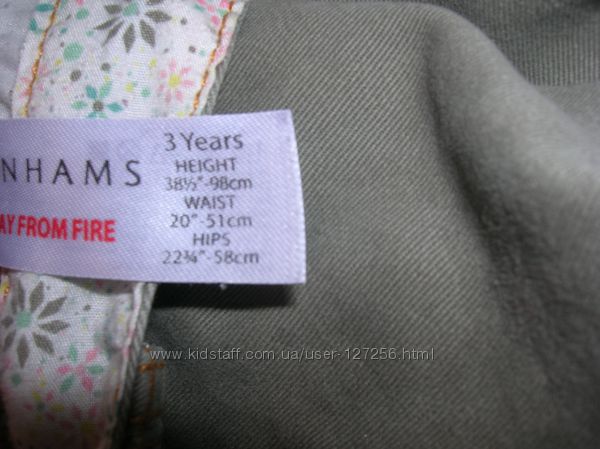 NHAMS
AY FROM FIRE
3 Years
HEIGHT
38½"-98cm
WAIST
20"-51cm
HIPS
22¾"-58cm
www.kidstaff.com.ua/user-127256.html